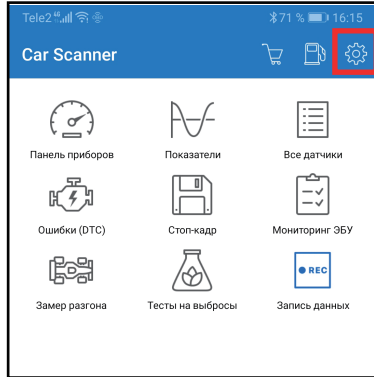 Tele2 4G 71 % 16:15
Car Scanner
Панель приборов Показатели Все датчики
Ошибки (DTC) Стоп-кадр Мониторинг ЭБУ
REC
Замер разгона Тесты на выбросы Запись данных